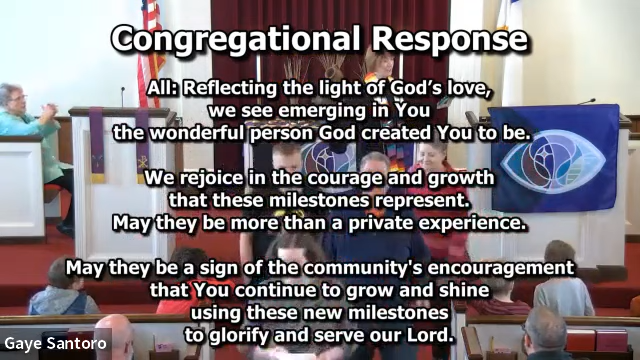 Congregational Response
All: Reflecting the light of God's love,
we see emerging in You
the wonderful person God created You to be.
We rejoice in the courage and growth
that these milestones represent.
May they be more than a private experience.
May they be a sign of the community's encouragement
that You continue to grow and shine
using these new milestones
to glorify and serve our Lord.
Gaye Santoro